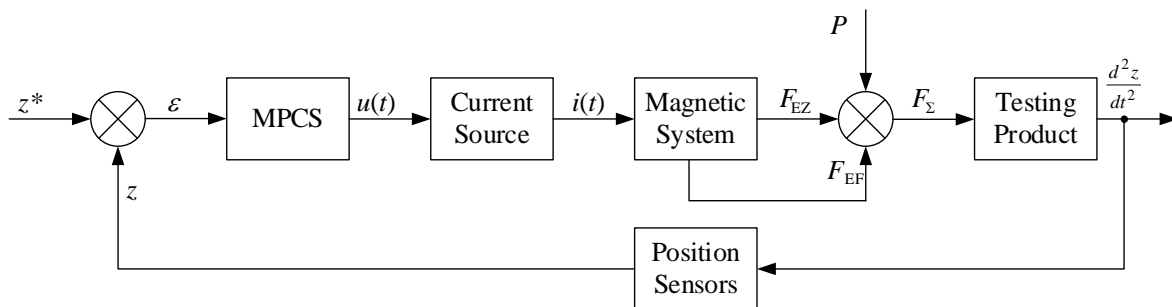 P
z*
ε
MPCS
u(t)
Current
Source
i(t)
Magnetic
System
F_EZ
F_Σ
Testing
Product
d²z
dt²
F_EF
z
Position
Sensors